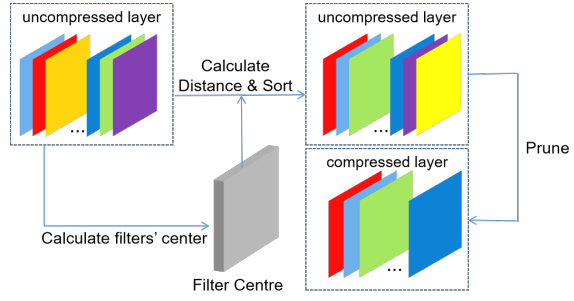 uncompressed layer
...
Calculate
Distance & Sort
uncompressed layer
...
Prune
compressed layer
...
Calculate filters' center
Filter Centre